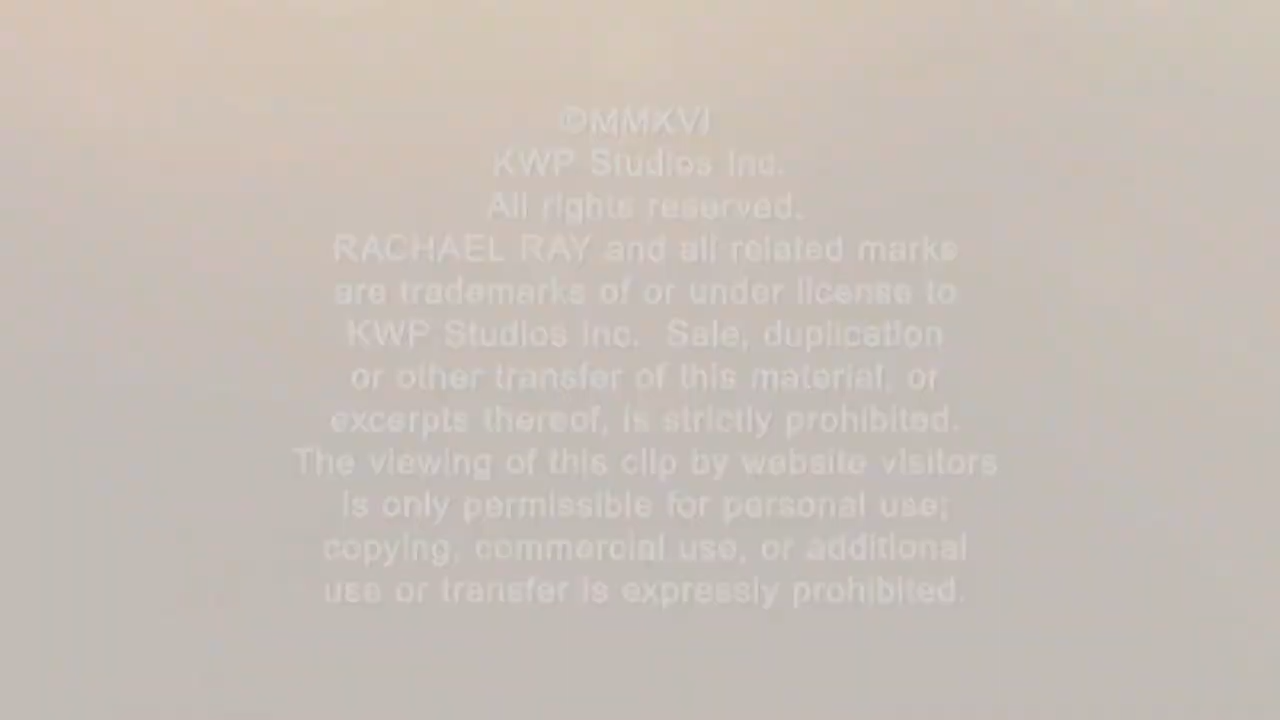 ©MMXVI
KWP Studios Inc.
All rights reserved.
RACHAEL RAY and all related marks
are trademarks of or under license to
KWP Studios Inc. Sale, duplication
or other transfer of this material, or
excerpts thereof, is strictly prohibited.
The viewing of this clip by website visitors
is only permissible for personal use;
copying, commercial use, or additional
use or transfer is expressly prohibited.